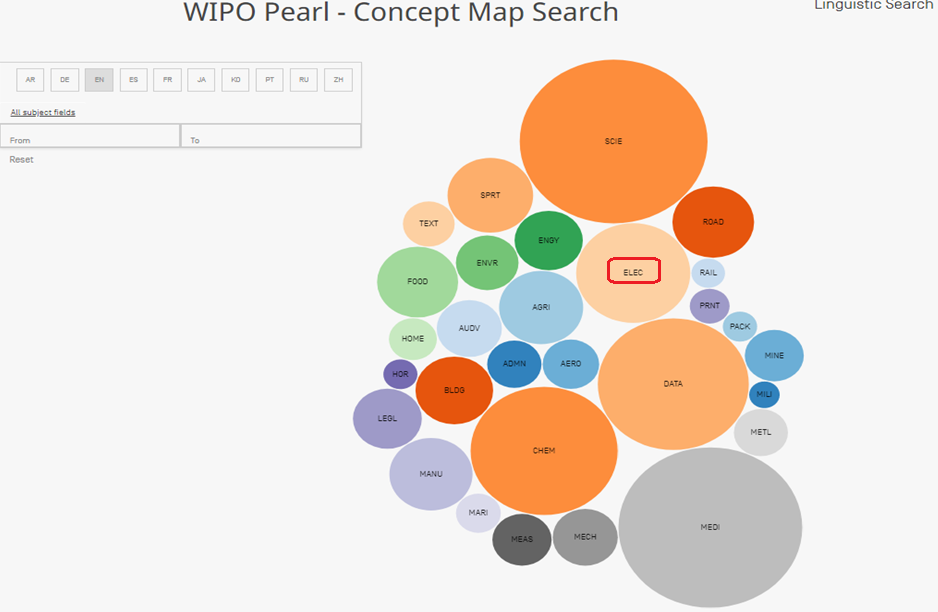 WIPO Pearl - Concept Map Search
Linguistic Search
AR DE EN ES FR JA KO PT RU ZH
All subject fields
From To
Reset
SCIE
SPRT
ROAD
TEXT
ENGY
ENVR
ELEC
RAIL
FOOD
AGRI
PRNT
AUDV
PACK
HOME
MINE
ADMN
AERO
HOR
DATA
BLDG
MILI
LEGL
METL
CHEM
MANU
MARI
MEDI
MEAS
MECH